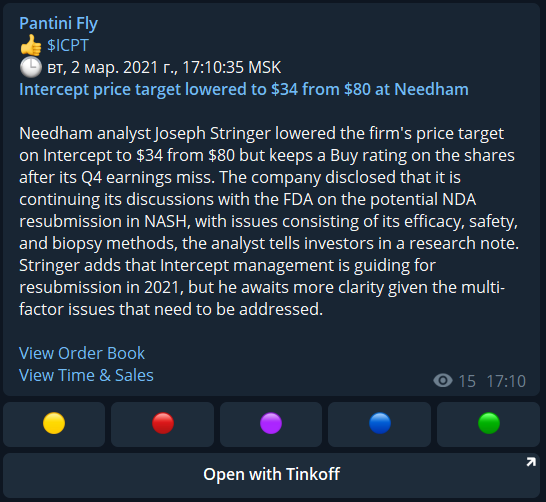 Pantini Fly
👍 $ICPT
🕒 вт, 2 мар. 2021 г., 17:10:35 MSK
Intercept price target lowered to $34 from $80 at Needham
Needham analyst Joseph Stringer lowered the firm's price target
on Intercept to $34 from $80 but keeps a Buy rating on the shares
after its Q4 earnings miss. The company disclosed that it is
continuing its discussions with the FDA on the potential NDA
resubmission in NASH, with issues consisting of its efficacy, safety,
and biopsy methods, the analyst tells investors in a research note.
Stringer adds that Intercept management is guiding for
resubmission in 2021, but he awaits more clarity given the multi-
factor issues that need to be addressed.
View Order Book
View Time & Sales
15 17:10
Open with Tinkoff